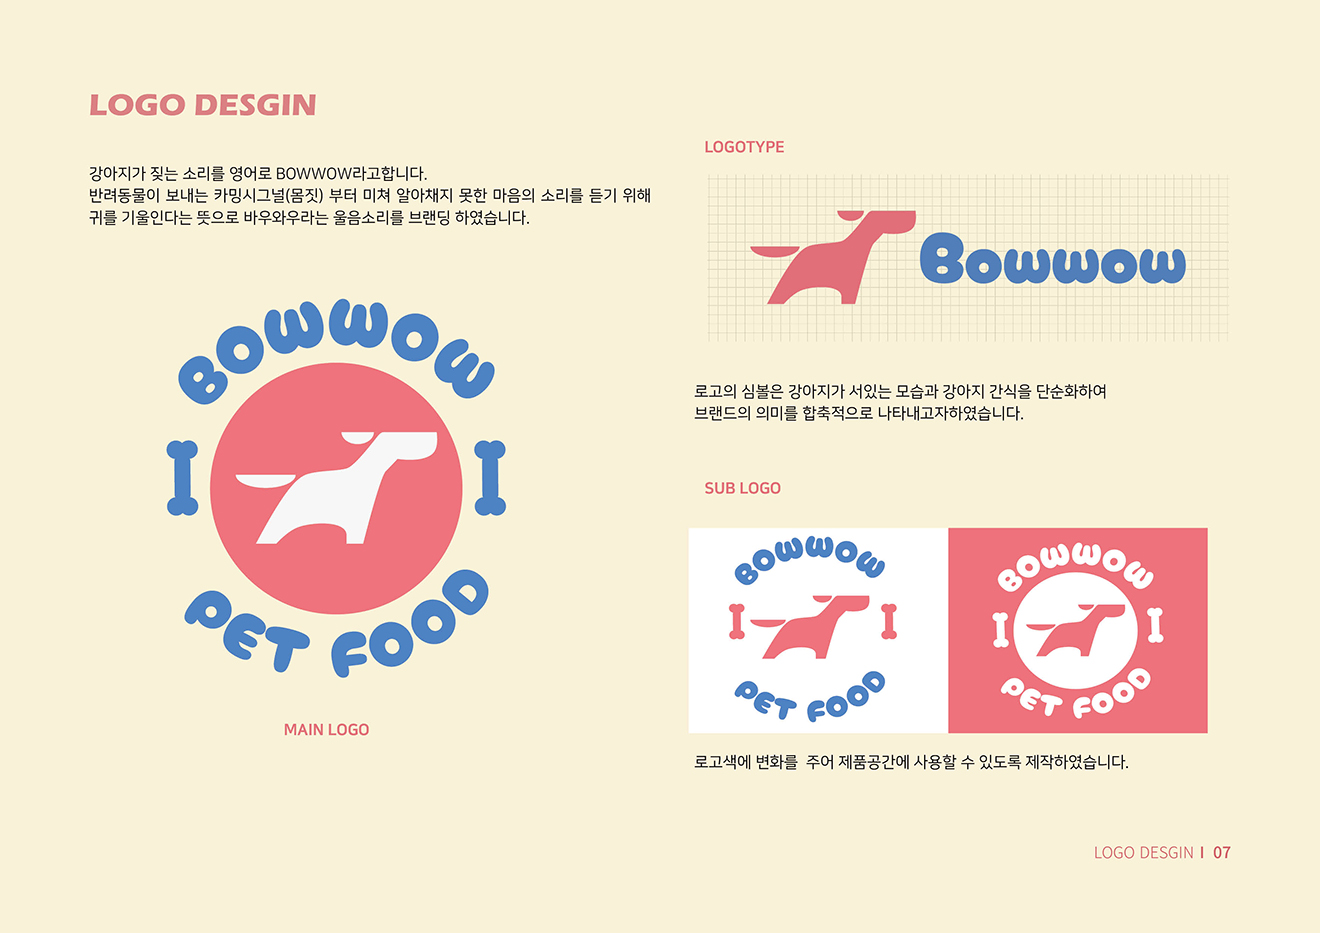 LOGO DESGIN
강아지가 짖는 소리를 영어로 BOWWOW라고합니다.
반려동물이 보내는 카밍시그널(몸짓) 부터 미쳐 알아채지 못한 마음의 소리를 듣기 위해
귀를 기울인다는 뜻으로 바우와우라는 울음소리를 브랜딩 하였습니다.
BOWWOW
PET FOOD
MAIN LOGO
LOGOTYPE
Bowwow
로고의 심볼은 강아지가 서있는 모습과 강아지 간식을 단순화하여
브랜드의 의미를 함축적으로 나타내고자하였습니다.
SUB LOGO
BOWWOW
PET FOOD
BOWWOW
PET FOOD
로고색에 변화를 주어 제품공간에 사용할 수 있도록 제작하였습니다.
LOGO DESGIN I 07